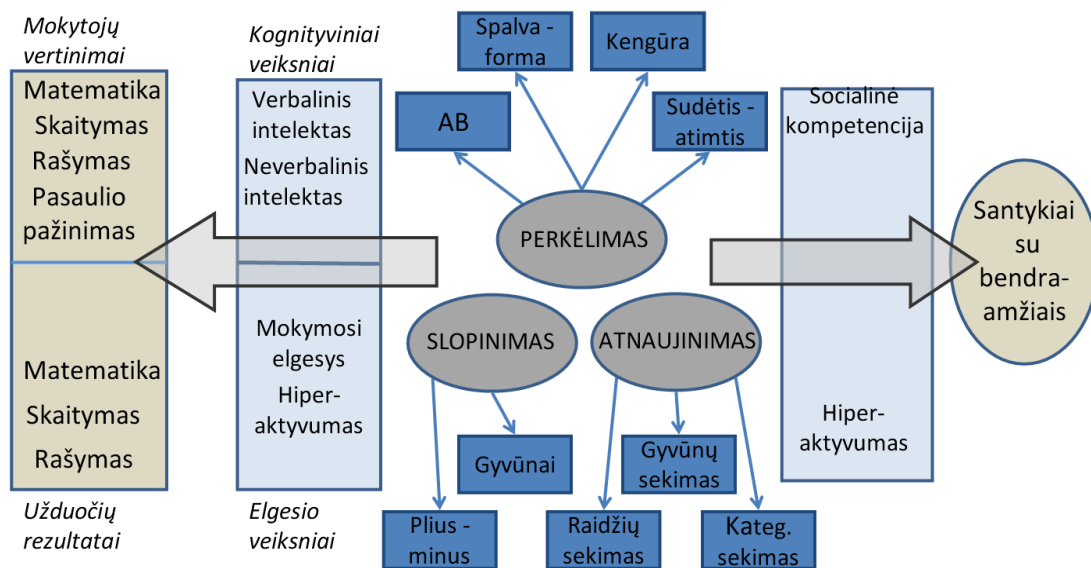 Mokytojų
vertinimai
Matematika
Skaitymas
Rašymas
Pasaulio
pažinimas
Matematika
Skaitymas
Rašymas
Užduočių
rezultatai
Kognityviniai
veiksniai
Verbalinis
intelektas
Neverbalinis
intelektas
Mokymosi
elgesys
Hiper-
aktyvumas
Elgesio
veiksniai
Spalva -
forma
Kengūra
AB
Sudėtis -
atimtis
PERKĖLIMAS
SLOPINIMAS
ATNAUJINIMAS
Gyvūnai
Gyvūnų
sekimas
Plius -
minus
Raidžių
sekimas
Kateg.
sekimas
Socialinė
kompetencija
Hiper-
aktyvumas
Santykiai
su
bendra-
amžiais